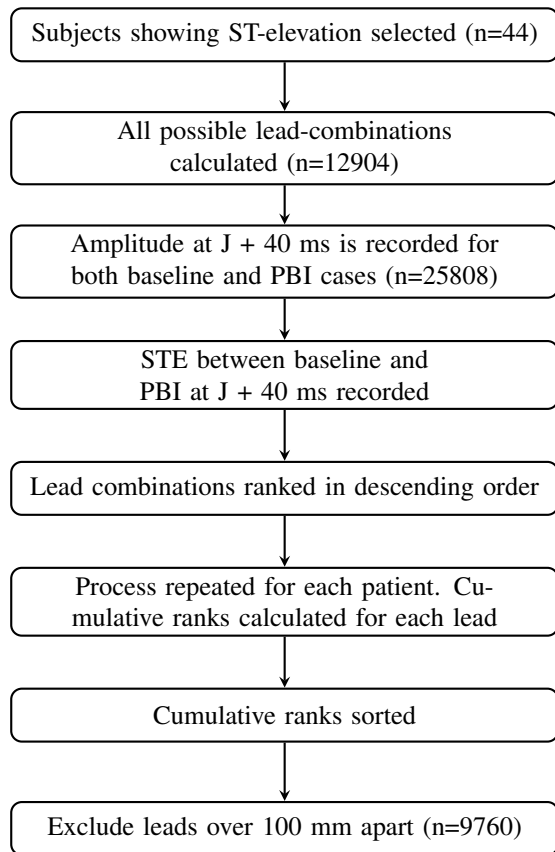 Subjects showing ST-elevation selected (n=44)
All possible lead-combinations
calculated (n=12904)
Amplitude at J + 40 ms is recorded for
both baseline and PBI cases (n=25808)
STE between baseline and
PBI at J + 40 ms recorded
Lead combinations ranked in descending order
Process repeated for each patient. Cu-
mulative ranks calculated for each lead
Cumulative ranks sorted
Exclude leads over 100 mm apart (n=9760)